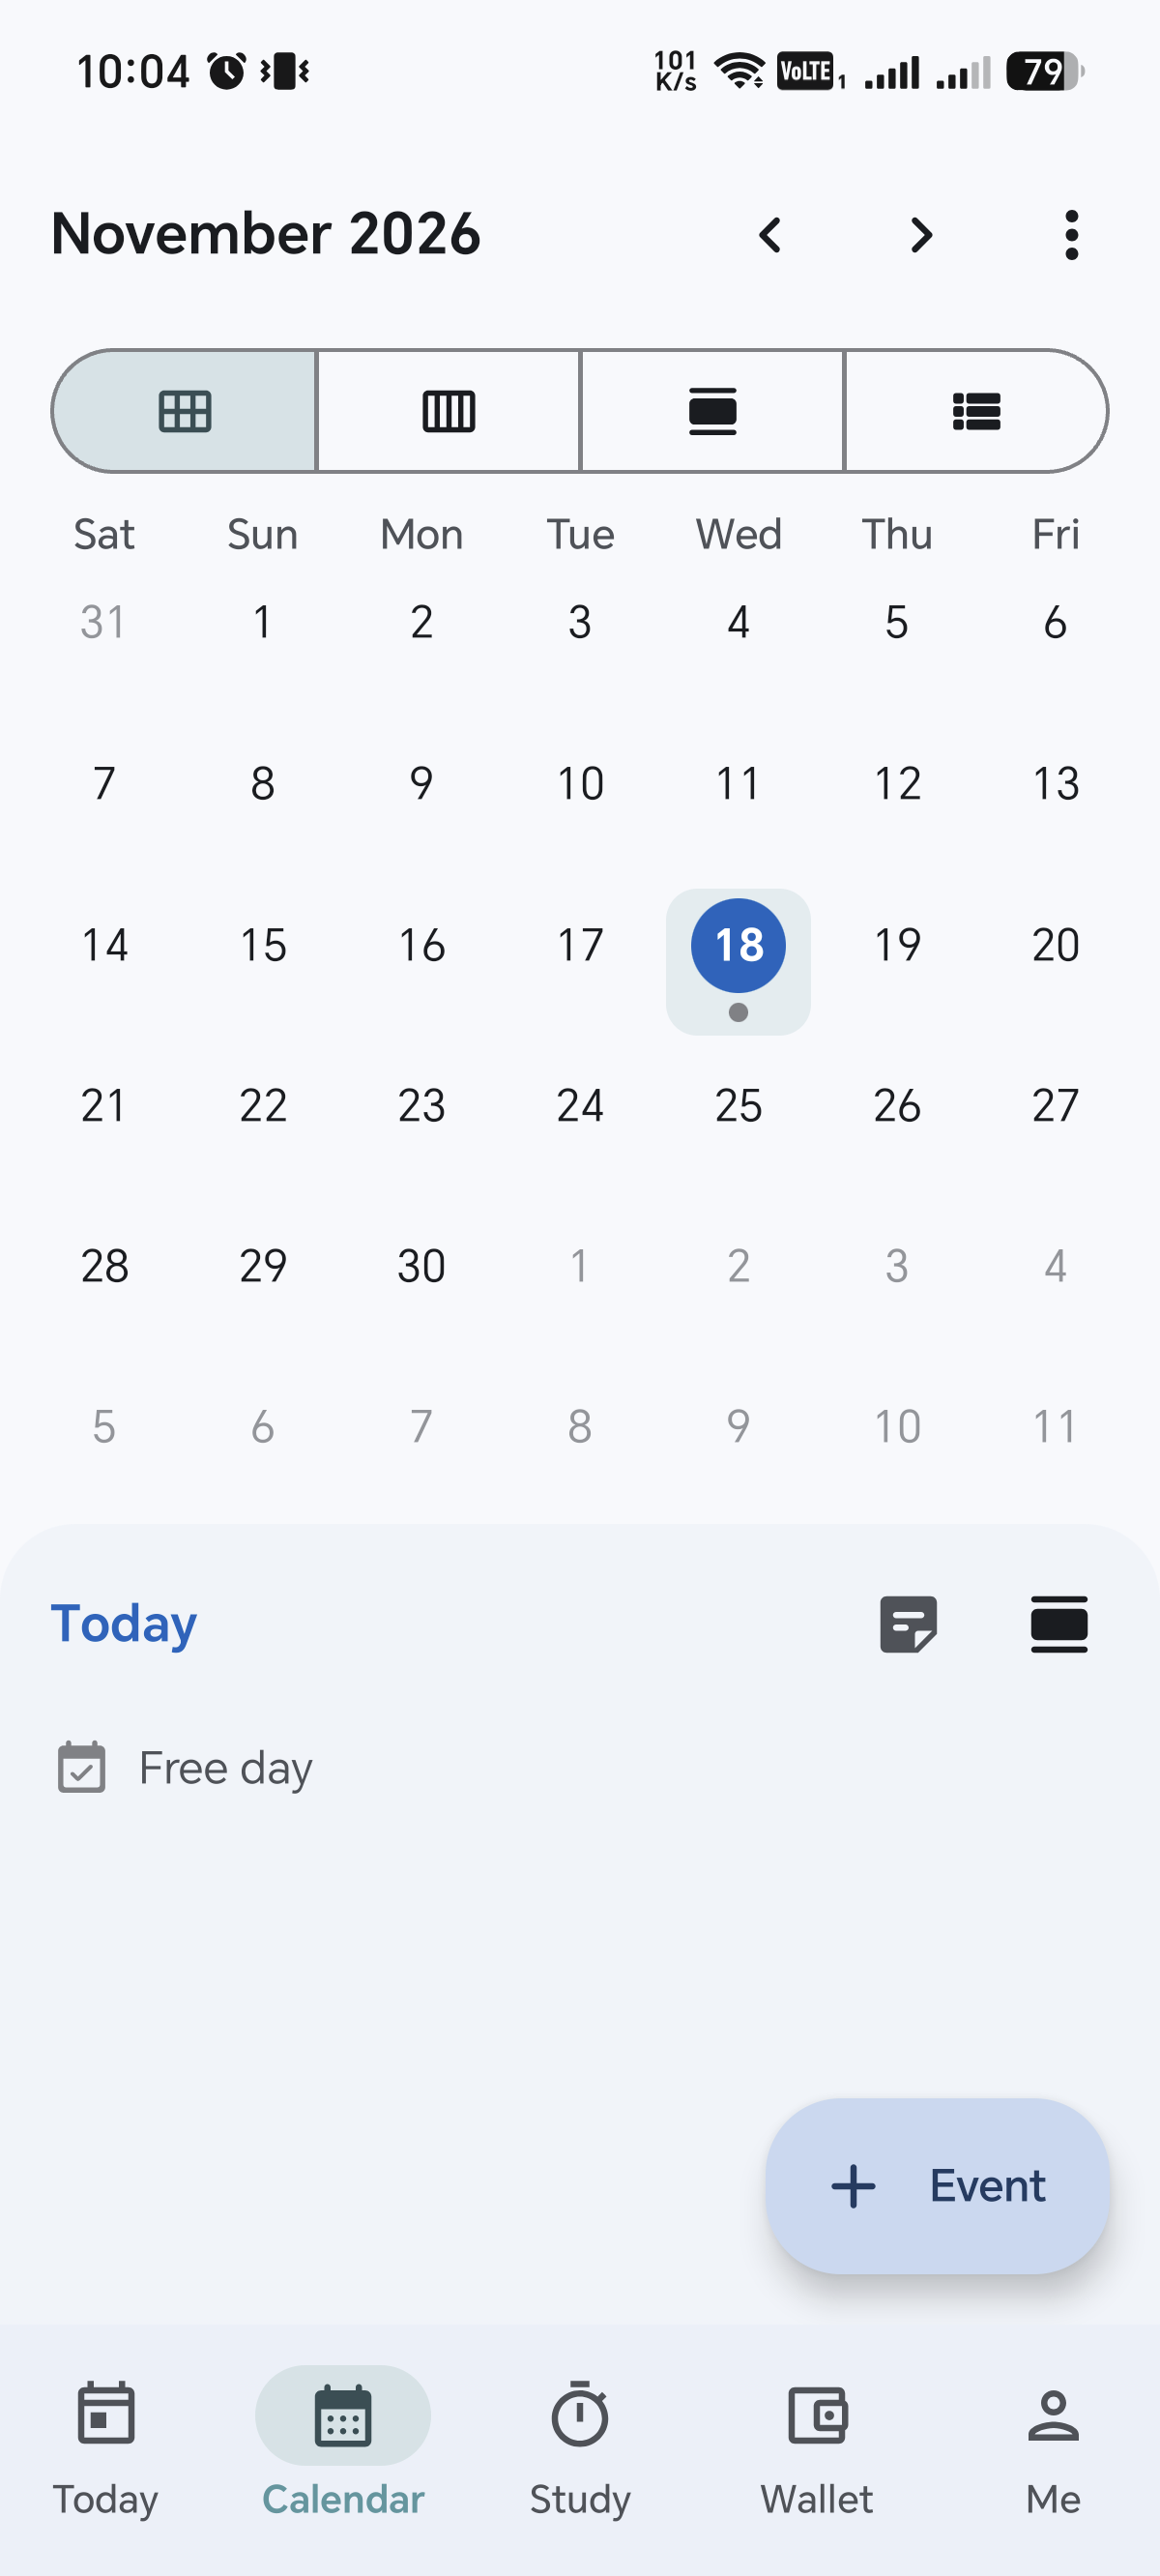 10:04 101 K/s VoLTE 1 79
November 2026
Sat Sun Mon Tue Wed Thu Fri
31 1 2 3 4 5 6
7 8 9 10 11 12 13
14 15 16 17 18 19 20
21 22 23 24 25 26 27
28 29 30 1 2 3 4
5 6 7 8 9 10 11
Today
Free day
Event
Today Calendar Study Wallet Me